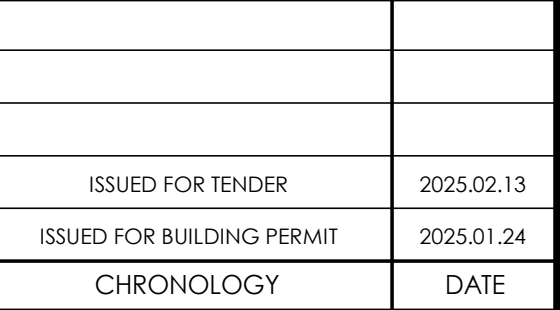 ISSUED FOR TENDER 2025.02.13
ISSUED FOR BUILDING PERMIT 2025.01.24
CHRONOLOGY DATE